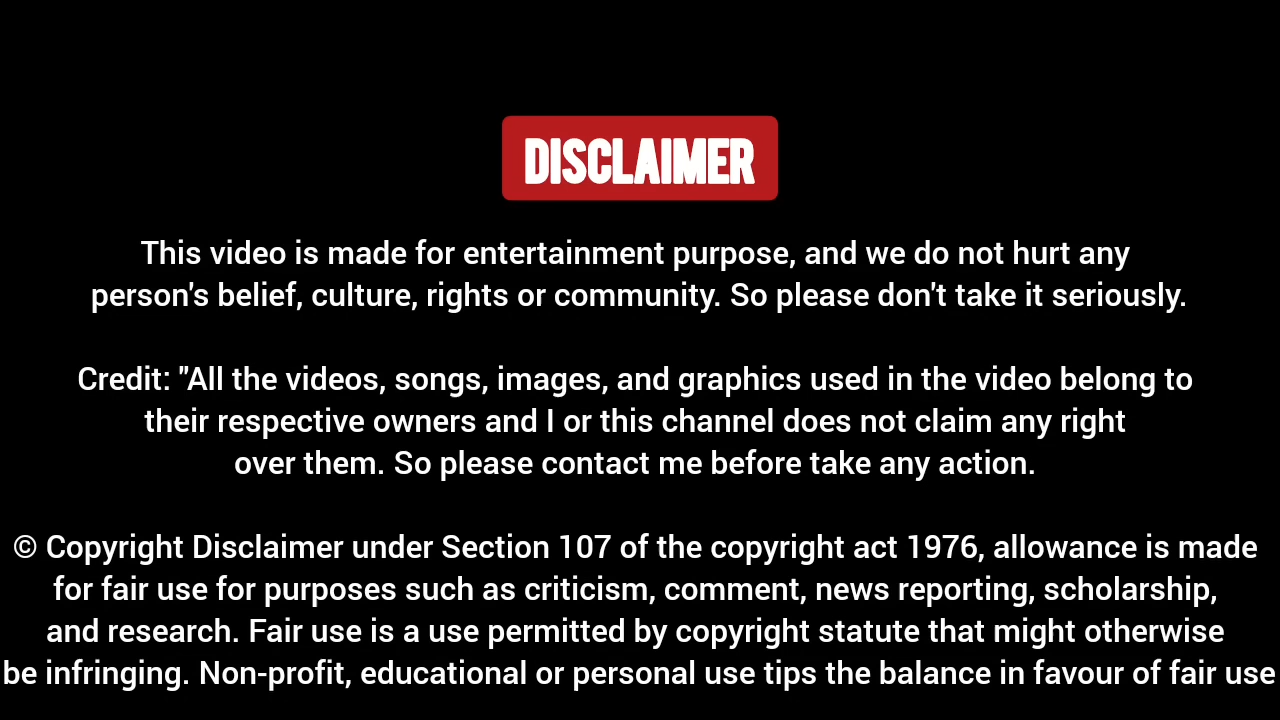 DISCLAIMER
This video is made for entertainment purpose, and we do not hurt any
person's belief, culture, rights or community. So please don't take it seriously.
Credit: "All the videos, songs, images, and graphics used in the video belong to
their respective owners and I or this channel does not claim any right
over them. So please contact me before take any action.
© Copyright Disclaimer under Section 107 of the copyright act 1976, allowance is made
for fair use for purposes such as criticism, comment, news reporting, scholarship,
and research. Fair use is a use permitted by copyright statute that might otherwise
be infringing. Non-profit, educational or personal use tips the balance in favour of fair use